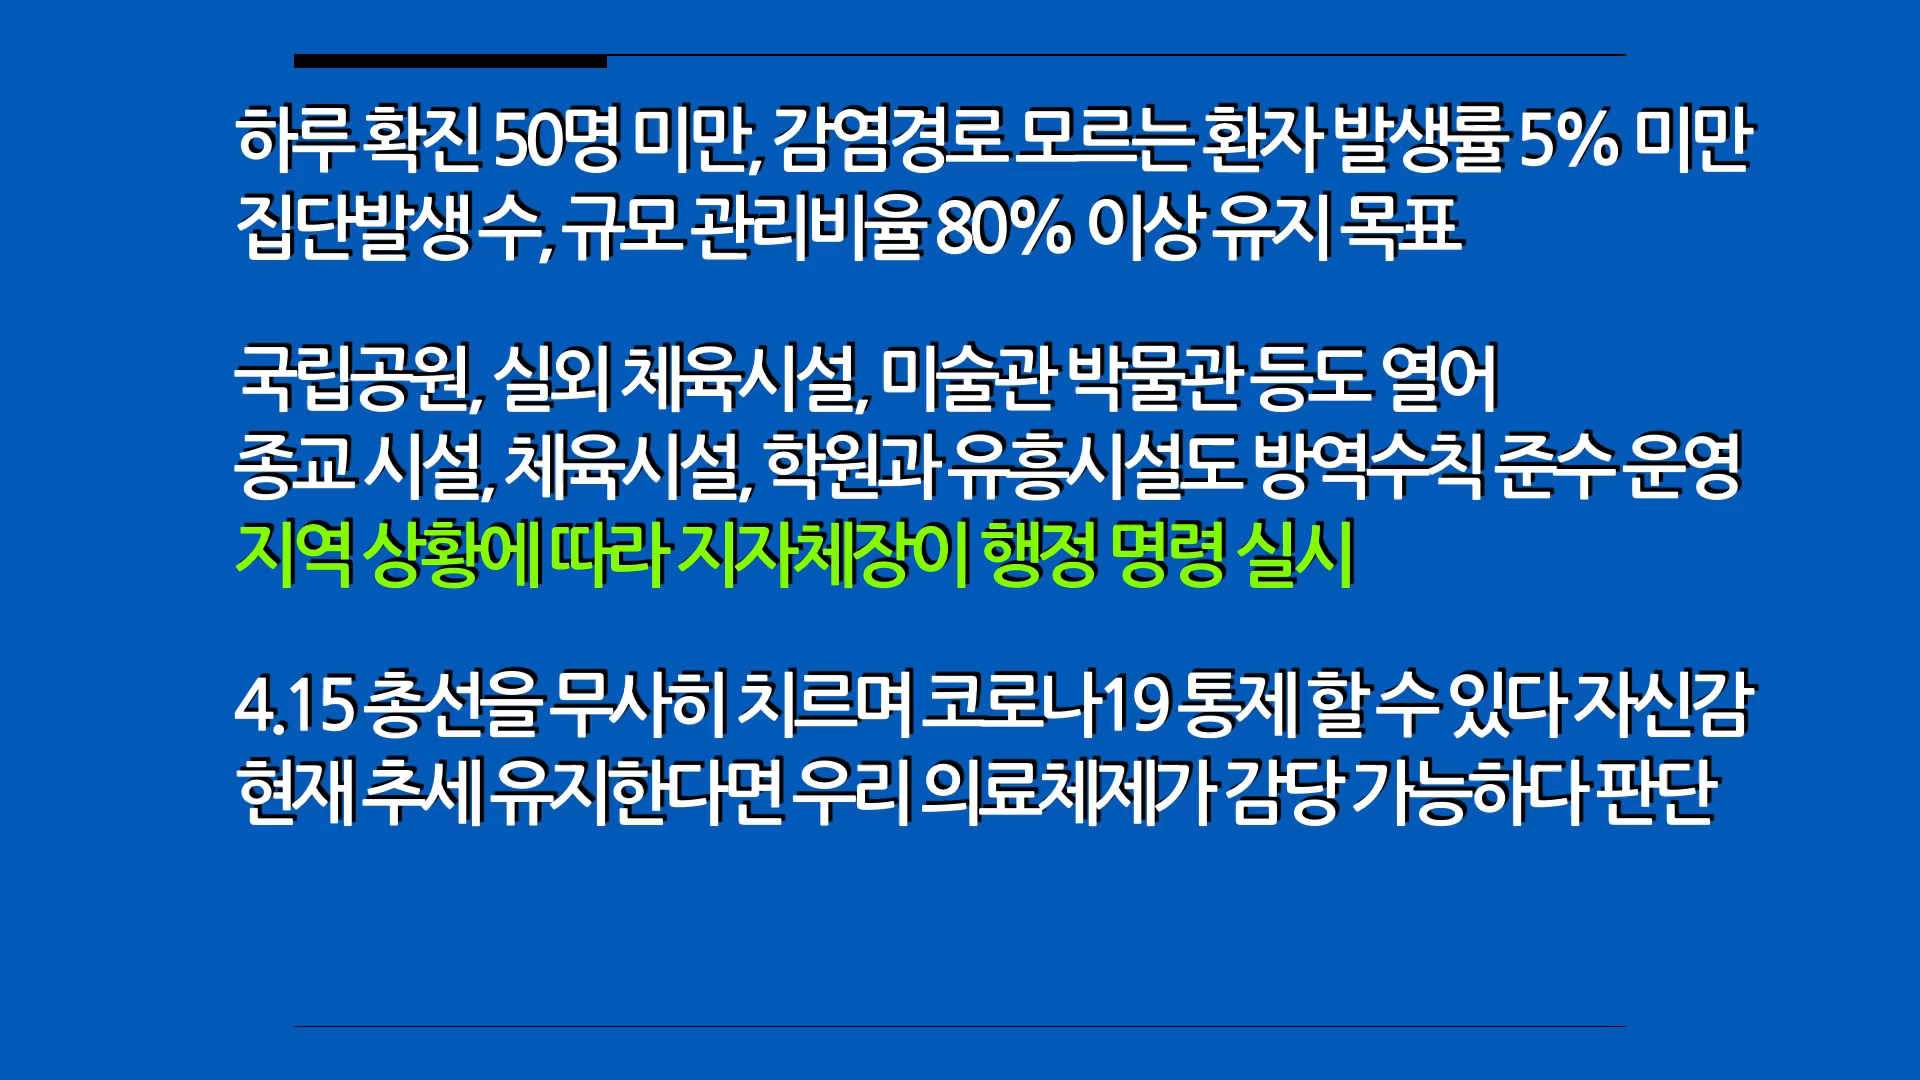 하루 확진 50명 미만, 감염경로 모르는 환자 발생률 5% 미만
집단발생 수, 규모 관리비율 80% 이상 유지 목표
국립공원, 실외 체육시설, 미술관 박물관 등도 열어
종교 시설, 체육시설, 학원과 유흥시설도 방역수칙 준수 운영
지역 상황에 따라 지자체장이 행정 명령 실시
4.15 총선을 무사히 치르며 코로나19 통제 할 수 있다 자신감
현재 추세 유지한다면 우리 의료체제가 감당 가능하다 판단